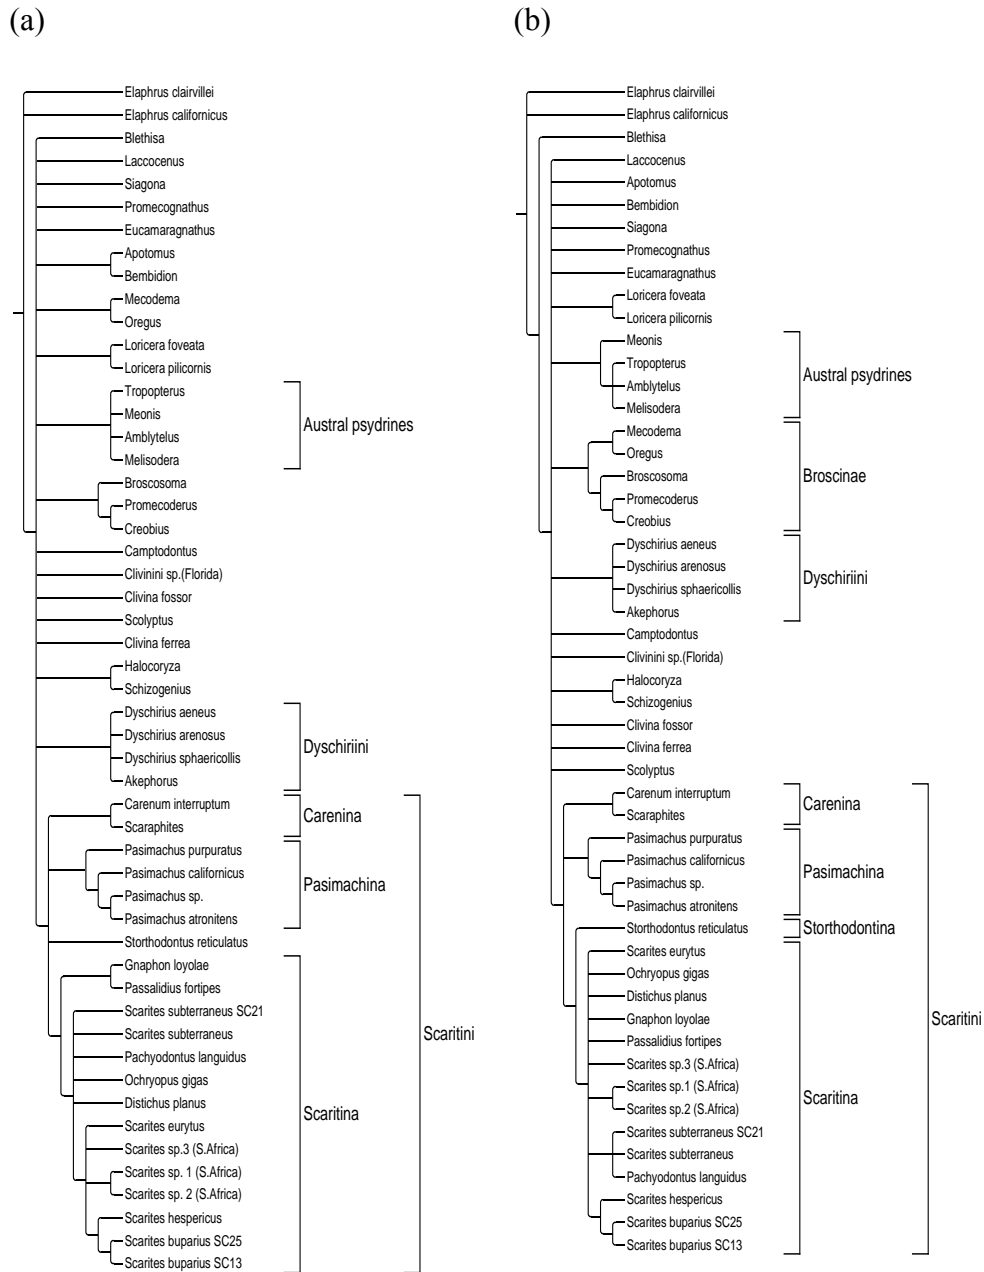 (a)
Elaphrus clairvillei
Elaphrus californicus
Blethisa
Laccocenus
Siagona
Promecognathus
Eucamaragnathus
Apotomus
Bembidion
Mecodema
Oregus
Loricera foveata
Loricera pilicornis
Tropopterus
Meonis
Amblytelus
Melisodera
Austral psydrines
Broscosoma
Promecoderus
Creobius
Camptodontus
Clivinini sp.(Florida)
Clivina fossor
Scolyptus
Clivina ferrea
Halocoryza
Schizogenius
Dyschirius aeneus
Dyschirius arenosus
Dyschirius sphaericollis
Akephorus
Dyschiriini
Carenum interruptum
Scaraphites
Carenina
Pasimachus purpuratus
Pasimachus californicus
Pasimachus sp.
Pasimachus atronitens
Pasimachina
Storthodontus reticulatus
Gnaphon loyolae
Passalidius fortipes
Scarites subterraneus SC21
Scarites subterraneus
Pachyodontus languidus
Ochryopus gigas
Distichus planus
Scarites eurytus
Scarites sp.3 (S.Africa)
Scarites sp. 1 (S.Africa)
Scarites sp. 2 (S.Africa)
Scarites hespericus
Scarites buparius SC25
Scarites buparius SC13
Scaritina
Scaritini
(b)
Elaphrus clairvillei
Elaphrus californicus
Blethisa
Laccocenus
Apotomus
Bembidion
Siagona
Promecognathus
Eucamaragnathus
Loricera foveata
Loricera pilicornis
Meonis
Tropopterus
Amblytelus
Melisodera
Austral psydrines
Mecodema
Oregus
Broscosoma
Promecoderus
Creobius
Broscinae
Dyschirius aeneus
Dyschirius arenosus
Dyschirius sphaericollis
Akephorus
Dyschiriini
Camptodontus
Clivinini sp.(Florida)
Halocoryza
Schizogenius
Clivina fossor
Clivina ferrea
Scolyptus
Carenum interruptum
Scaraphites
Carenina
Pasimachus purpuratus
Pasimachus californicus
Pasimachus sp.
Pasimachus atronitens
Pasimachina
Storthodontus reticulatus
Storthodontina
Scarites eurytus
Ochryopus gigas
Distichus planus
Gnaphon loyolae
Passalidius fortipes
Scarites sp.3 (S.Africa)
Scarites sp.1 (S.Africa)
Scarites sp.2 (S.Africa)
Scarites subterraneus SC21
Scarites subterraneus
Pachyodontus languidus
Scarites hespericus
Scarites buparius SC25
Scarites buparius SC13
Scaritina
Scaritini